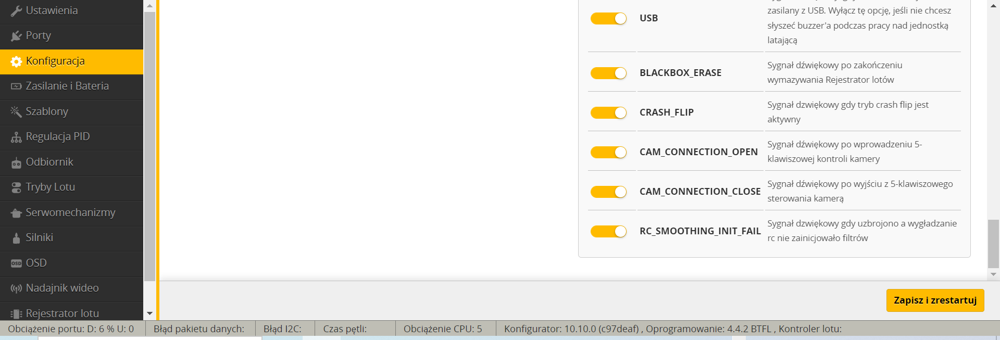 Ustawienia
Porty
Konfiguracja
Zasilanie i Bateria
Szablony
Regulacja PID
Odbiornik
Tryby Lotu
Serwomechanizmy
Silniki
OSD
OSD
Nadajnik wideo
Rejestrator lotu
USB
zasilany z USB. Wyłącz tę opcję, jeśli nie chcesz
słyszeć buzzer'a podczas pracy nad jednostką
latającą
BLACKBOX_ERASE
Sygnał dźwiękowy po zakończeniu
wymazywania Rejestrator lotów
CRASH_FLIP
Sygnał dzwiękowy gdy tryb crash flip jest
aktywny
CAM_CONNECTION_OPEN
Sygnał dźwiękowy po wprowadzeniu 5-
klawiszowej kontroli kamery
CAM_CONNECTION_CLOSE
Sygnał dźwiękowy po wyjściu z 5-klawiszowego
sterowania kamerą
RC_SMOOTHING_INIT_FAIL
Sygnał dzwiękowy gdy uzbrojono a wygładzanie
rc nie zainicjowało filtrów
Zapisz i zrestartuj
Obciążenie portu: D: 6 % U: 0 Błąd pakietu danych: Błąd I2C: Czas pętli: Obciążenie CPU: 5 Konfigurator: 10.10.0 (c97deaf) , Oprogramowanie: 4.4.2 BTFL , Kontroler lotu: